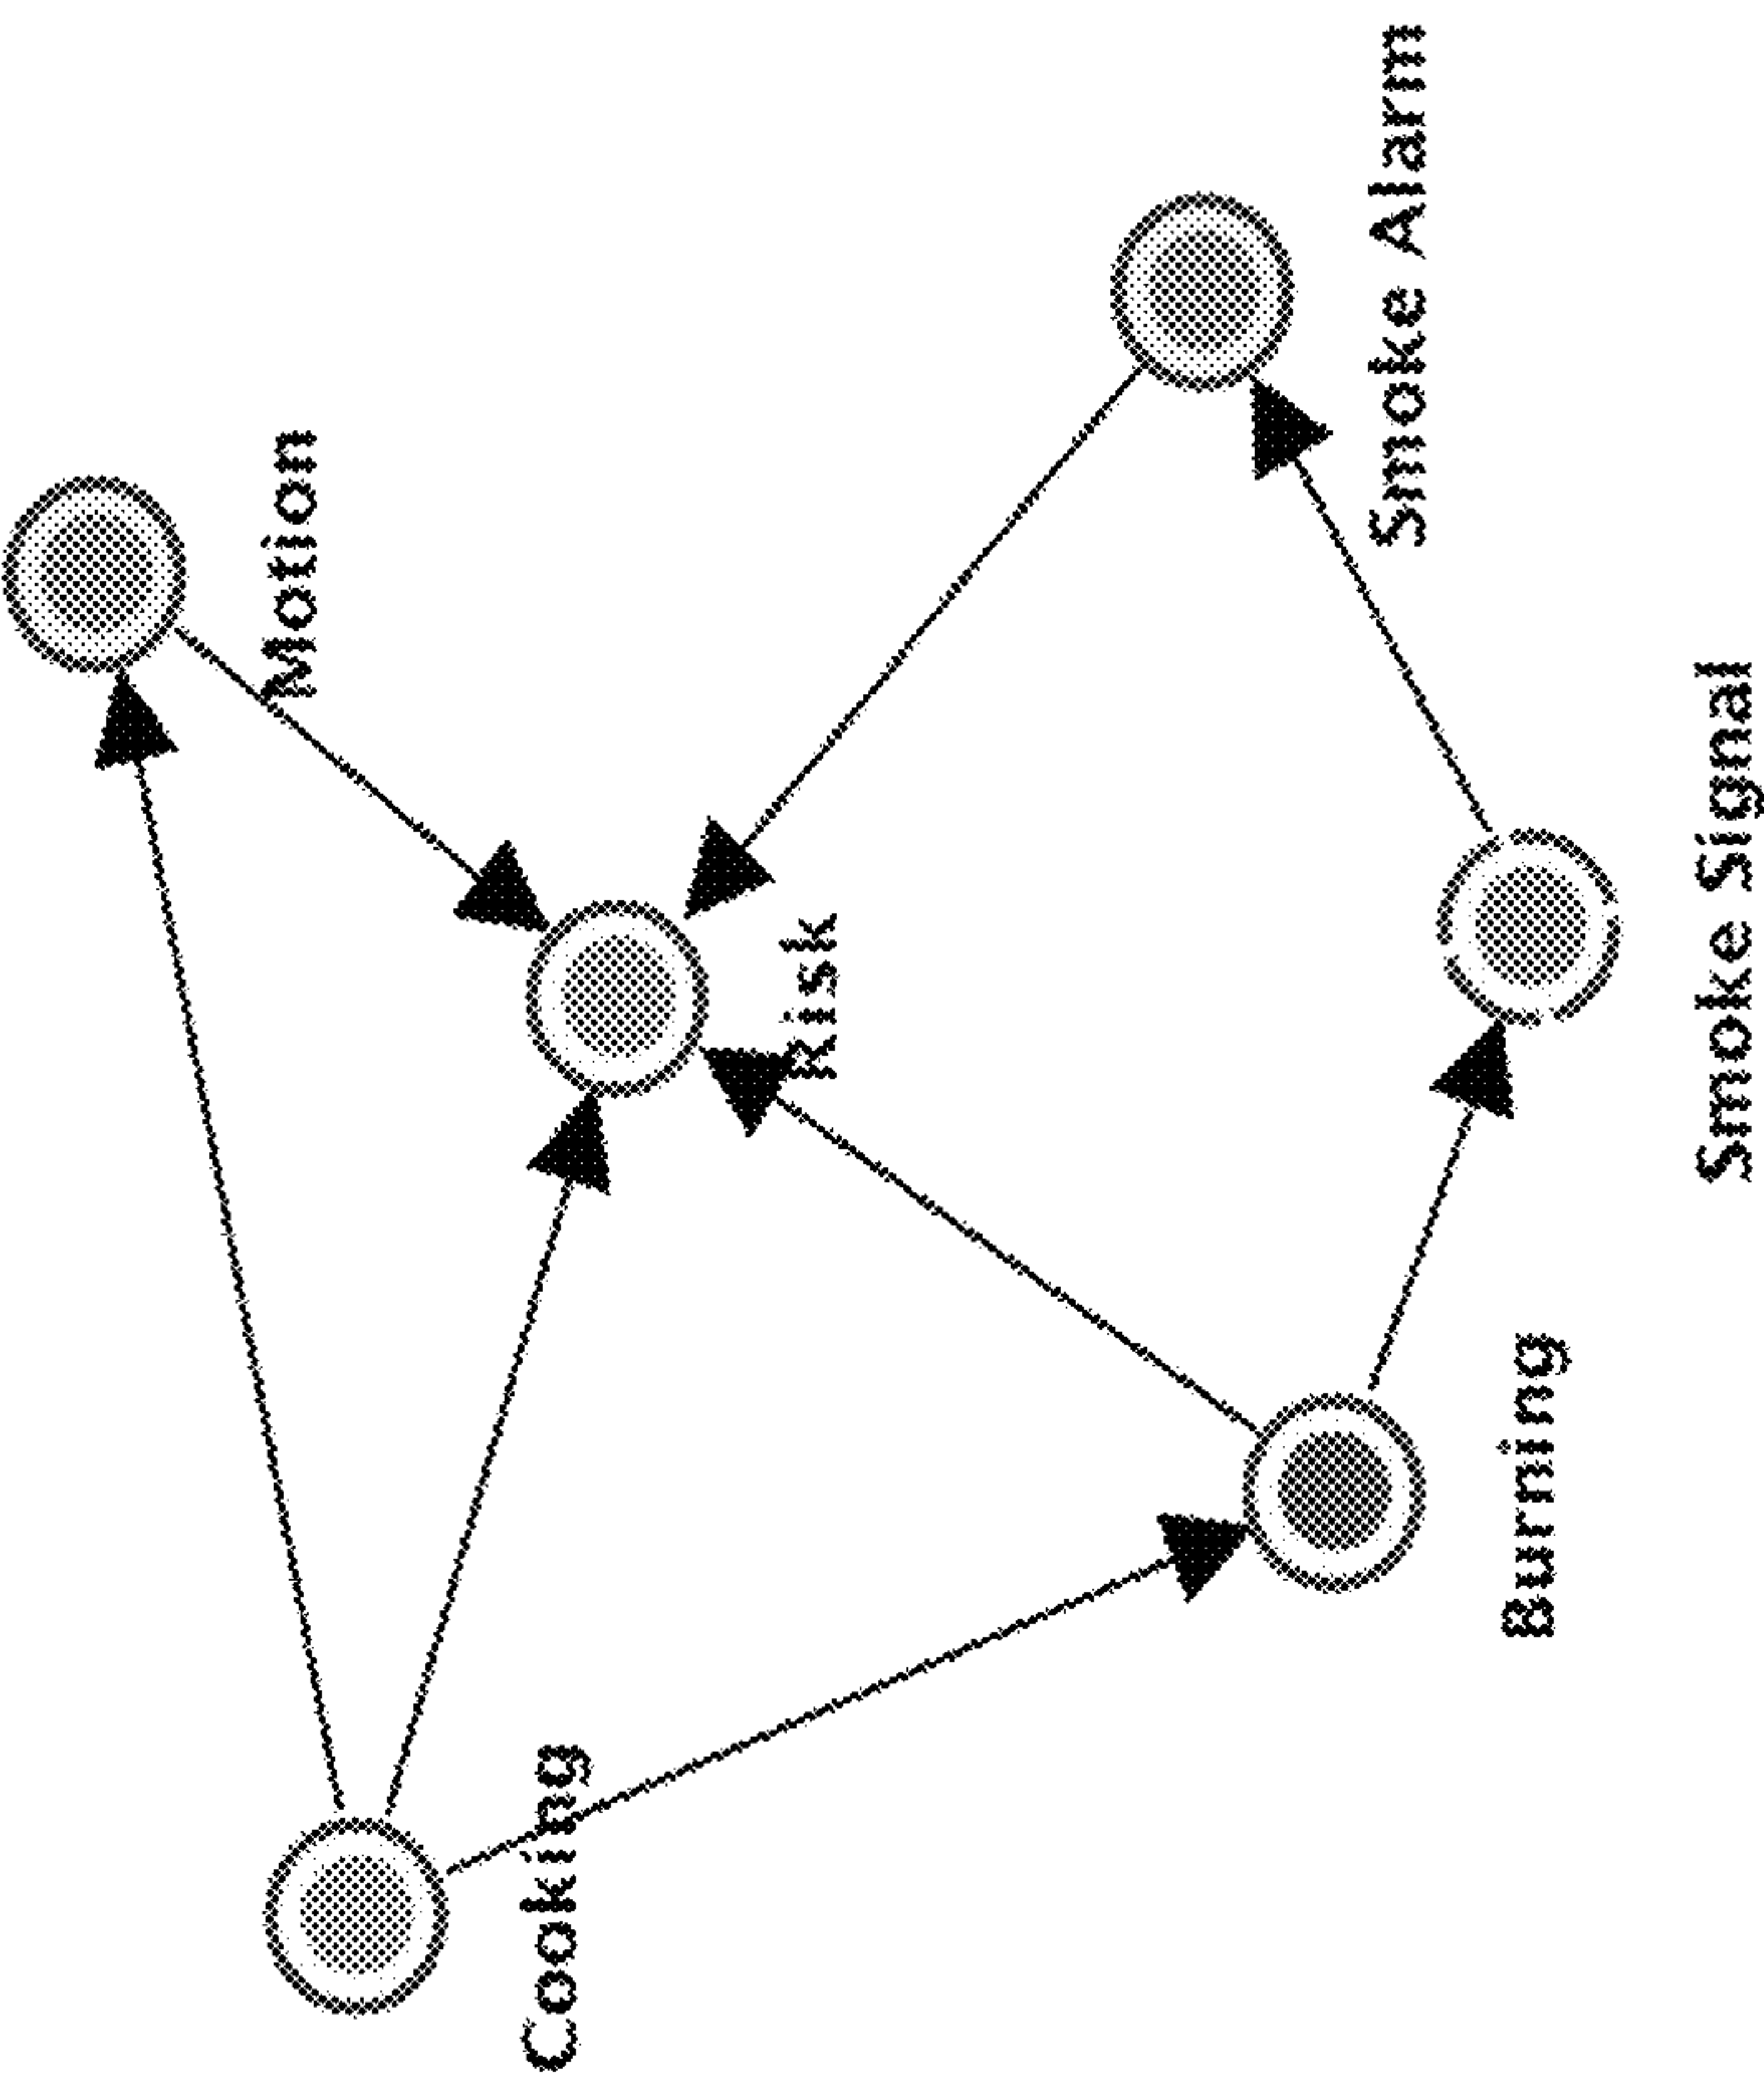 Motion
Smoke Alarm
Risk
Cooking
Burning
Smoke Signal